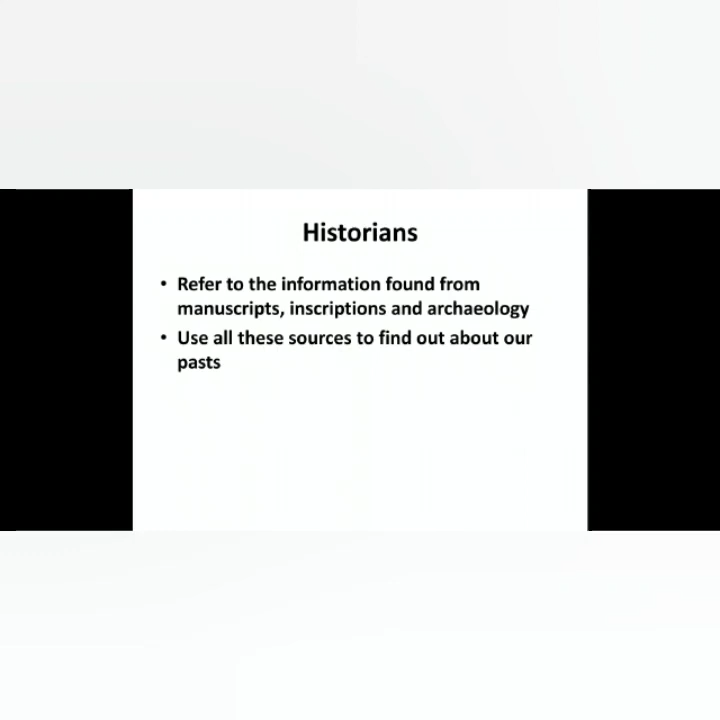 Historians
• Refer to the information found from
manuscripts, inscriptions and archaeology
• Use all these sources to find out about our
pasts